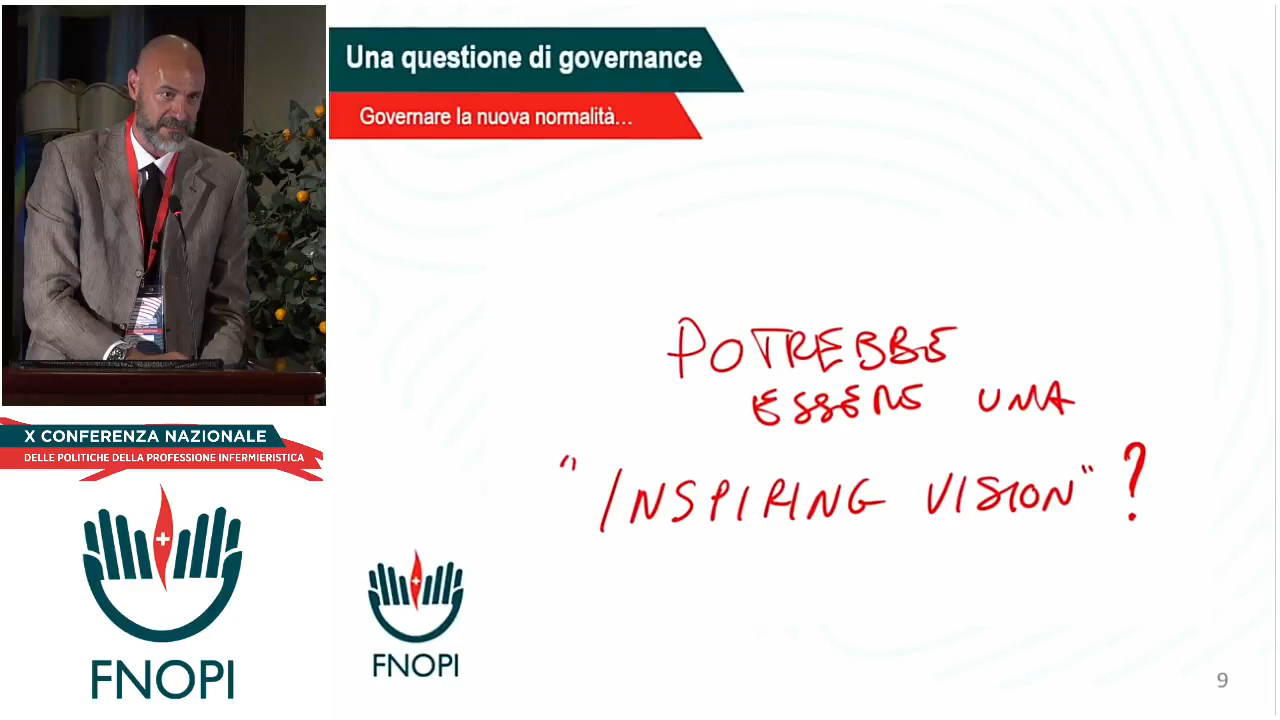 Una questione di governance
Governare la nuova normalità...
POTREBBE
ESSERE UNA
"INSPIRING VISION"?
X CONFERENZA NAZIONALE
DELLE POLITICHE DELLA PROFESSIONE INFERMIERISTICA
FNOPI
FNOPI
9